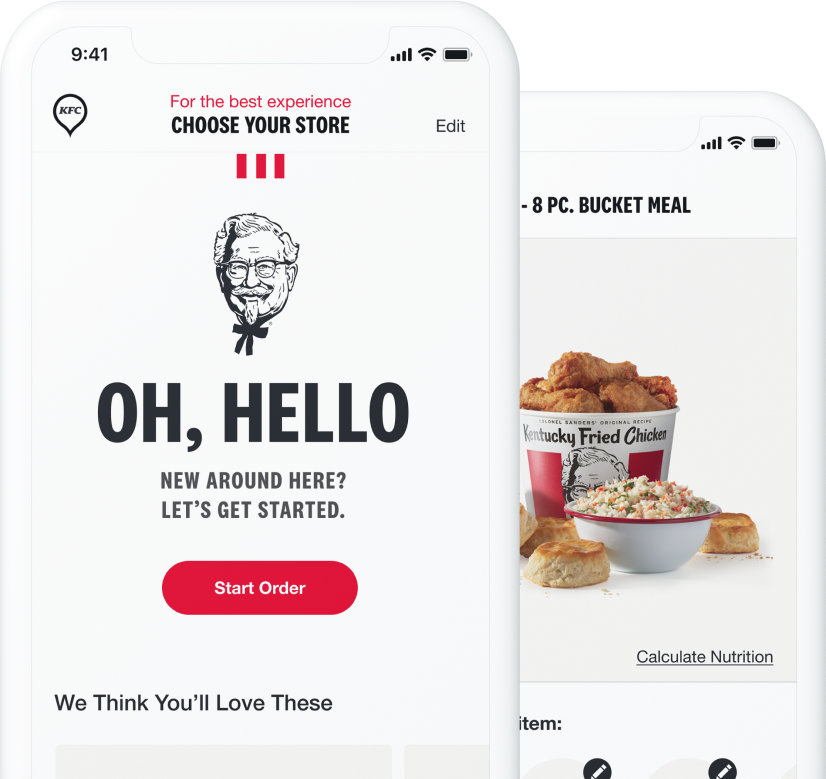 9:41
KFC
For the best experience
CHOOSE YOUR STORE
Edit
OH, HELLO
NEW AROUND HERE?
LET'S GET STARTED.
Start Order
We Think You'll Love These
- 8 PC. BUCKET MEAL
COLONEL SANDERS' ORIGINAL RECIPE
Kentucky Fried Chicken
Calculate Nutrition
item: